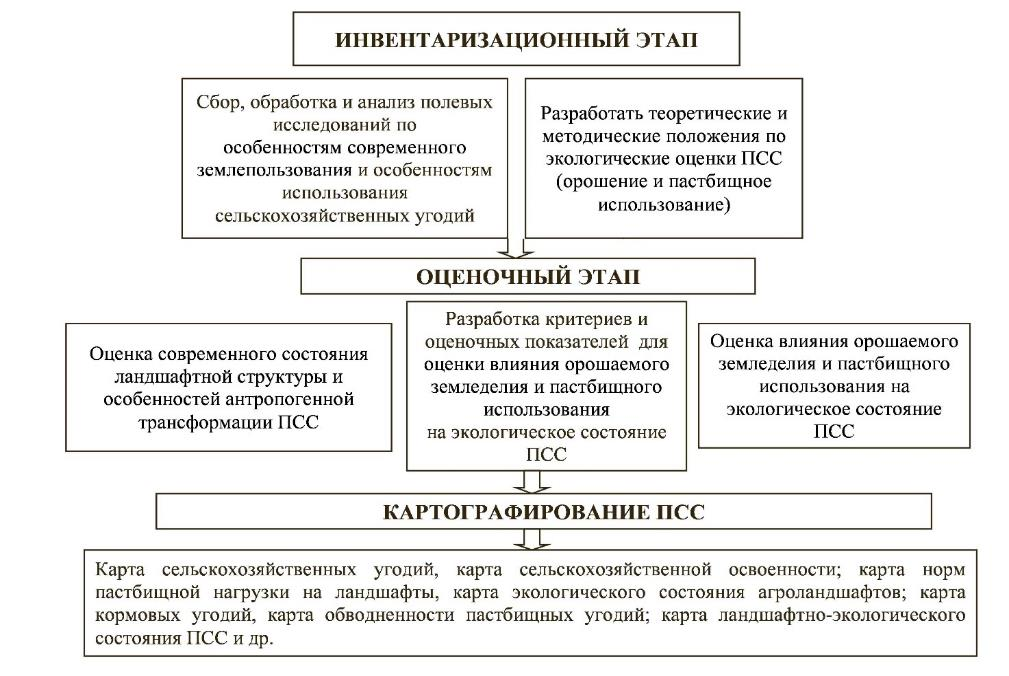 ИНВЕНТАРИЗАЦИОННЫЙ ЭТАП
Сбор, обработка и анализ полевых
исследований по
особенностям современного
землепользования и особенностям
использования
сельскохозяйственных угодий
Разработать теоретические и
методические положения по
экологические оценки ПСС
(орошение и пастбищное
использование)
ОЦЕНОЧНЫЙ ЭТАП
Оценка современного состояния
ландшафтной структуры и
особенностей антропогенной
трансформации ПСС
Разработка критериев и
оценочных показателей для
оценки влияния орошаемого
земледелия и пастбищного
использования
на экологическое состояние
ПСС
Оценка влияния орошаемого
земледелия и пастбищного
использования на
экологическое состояние
ПСС
КАРТОГРАФИРОВАНИЕ ПСС
Карта сельскохозяйственных угодий, карта сельскохозяйственной освоенности; карта норм
пастбищной нагрузки на ландшафты, карта экологического состояния агроландшафтов; карта
кормовых угодий, карта обводненности пастбищных угодий; карта ландшафтно-экологического
состояния ПСС и др.